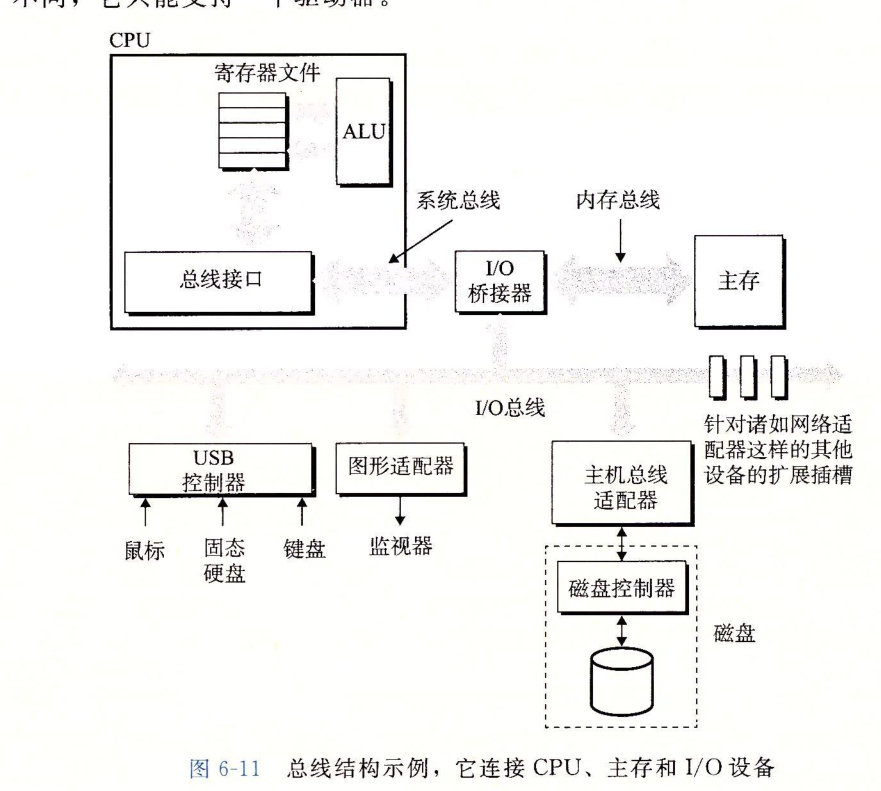 不同，它只能支持一个驱动器。
CPU
寄存器文件
ALU
系统总线
内存总线
总线接口
I/O
桥接器
主存
I/O总线
针对诸如网络适
配器这样的其他
设备的扩展插槽
USB
控制器
图形适配器
主机总线
适配器
鼠标
固态
硬盘
键盘
监视器
磁盘控制器
磁盘
图 6-11 总线结构示例，它连接 CPU、主存和 I/O 设备